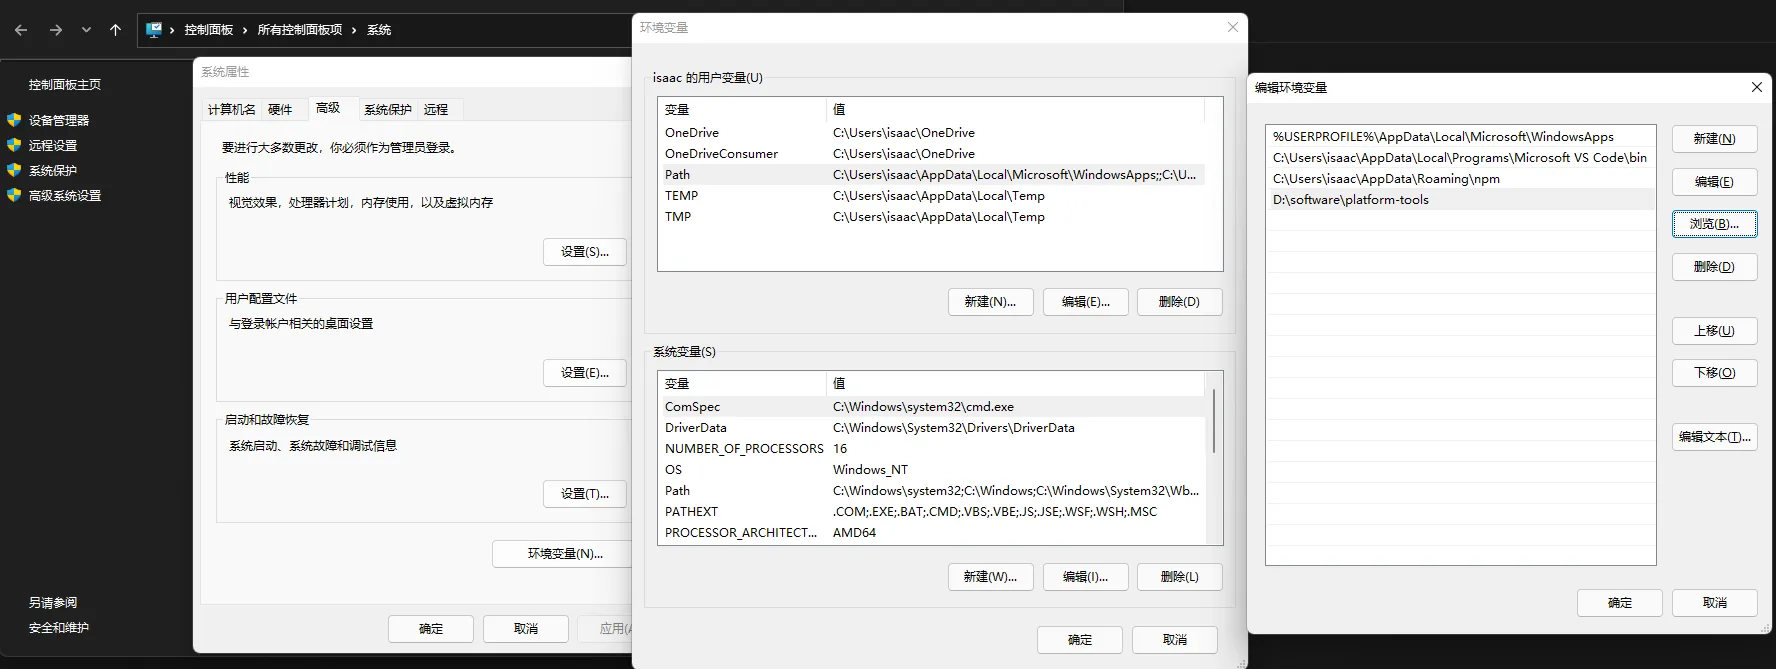 控制面板 › 所有控制面板项 › 系统
控制面板主页
设备管理器
远程设置
系统保护
高级系统设置
另请参阅
安全和维护
系统属性
计算机名 硬件 高级 系统保护 远程
要进行大多数更改，你必须作为管理员登录。
性能
视觉效果，处理器计划，内存使用，以及虚拟内存
设置(S)...
用户配置文件
与登录帐户相关的桌面设置
设置(E)...
启动和故障恢复
系统启动、系统故障和调试信息
设置(T)...
环境变量(N)...
确定 取消 应用(A
环境变量
isaac 的用户变量(U)
变量 值
OneDrive C:\Users\isaac\OneDrive
OneDriveConsumer C:\Users\isaac\OneDrive
Path C:\Users\isaac\AppData\Local\Microsoft\WindowsApps;;C:\U...
TEMP C:\Users\isaac\AppData\Local\Temp
TMP C:\Users\isaac\AppData\Local\Temp
新建(N)... 编辑(E)... 删除(D)
系统变量(S)
变量 值
ComSpec C:\Windows\system32\cmd.exe
DriverData C:\Windows\System32\Drivers\DriverData
NUMBER_OF_PROCESSORS 16
OS Windows_NT
Path C:\Windows\system32;C:\Windows;C:\Windows\System32\Wb...
PATHEXT .COM;.EXE;.BAT;.CMD;.VBS;.VBE;.JS;.JSE;.WSF;.WSH;.MSC
PROCESSOR_ARCHITECT... AMD64
新建(W)... 编辑(I)... 删除(L)
确定 取消
编辑环境变量
%USERPROFILE%\AppData\Local\Microsoft\WindowsApps
C:\Users\isaac\AppData\Local\Programs\Microsoft VS Code\bin
C:\Users\isaac\AppData\Roaming\npm
D:\software\platform-tools
新建(N)
编辑(E)
浏览(B)...
删除(D)
上移(U)
下移(O)
编辑文本(T)...
确定 取消